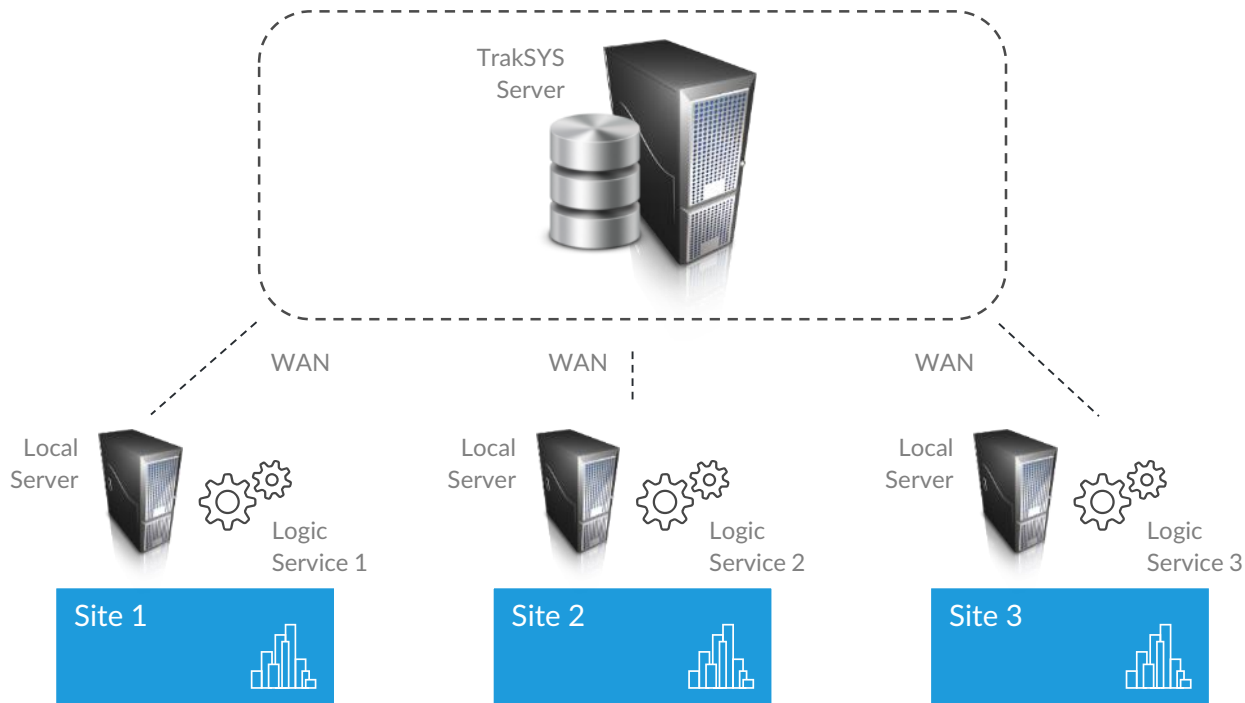 TrakSYS
Server
WAN
WAN
WAN
Local
Server
Logic
Service 1
Local
Server
Logic
Service 2
Local
Server
Logic
Service 3
Site 1
Site 2
Site 3